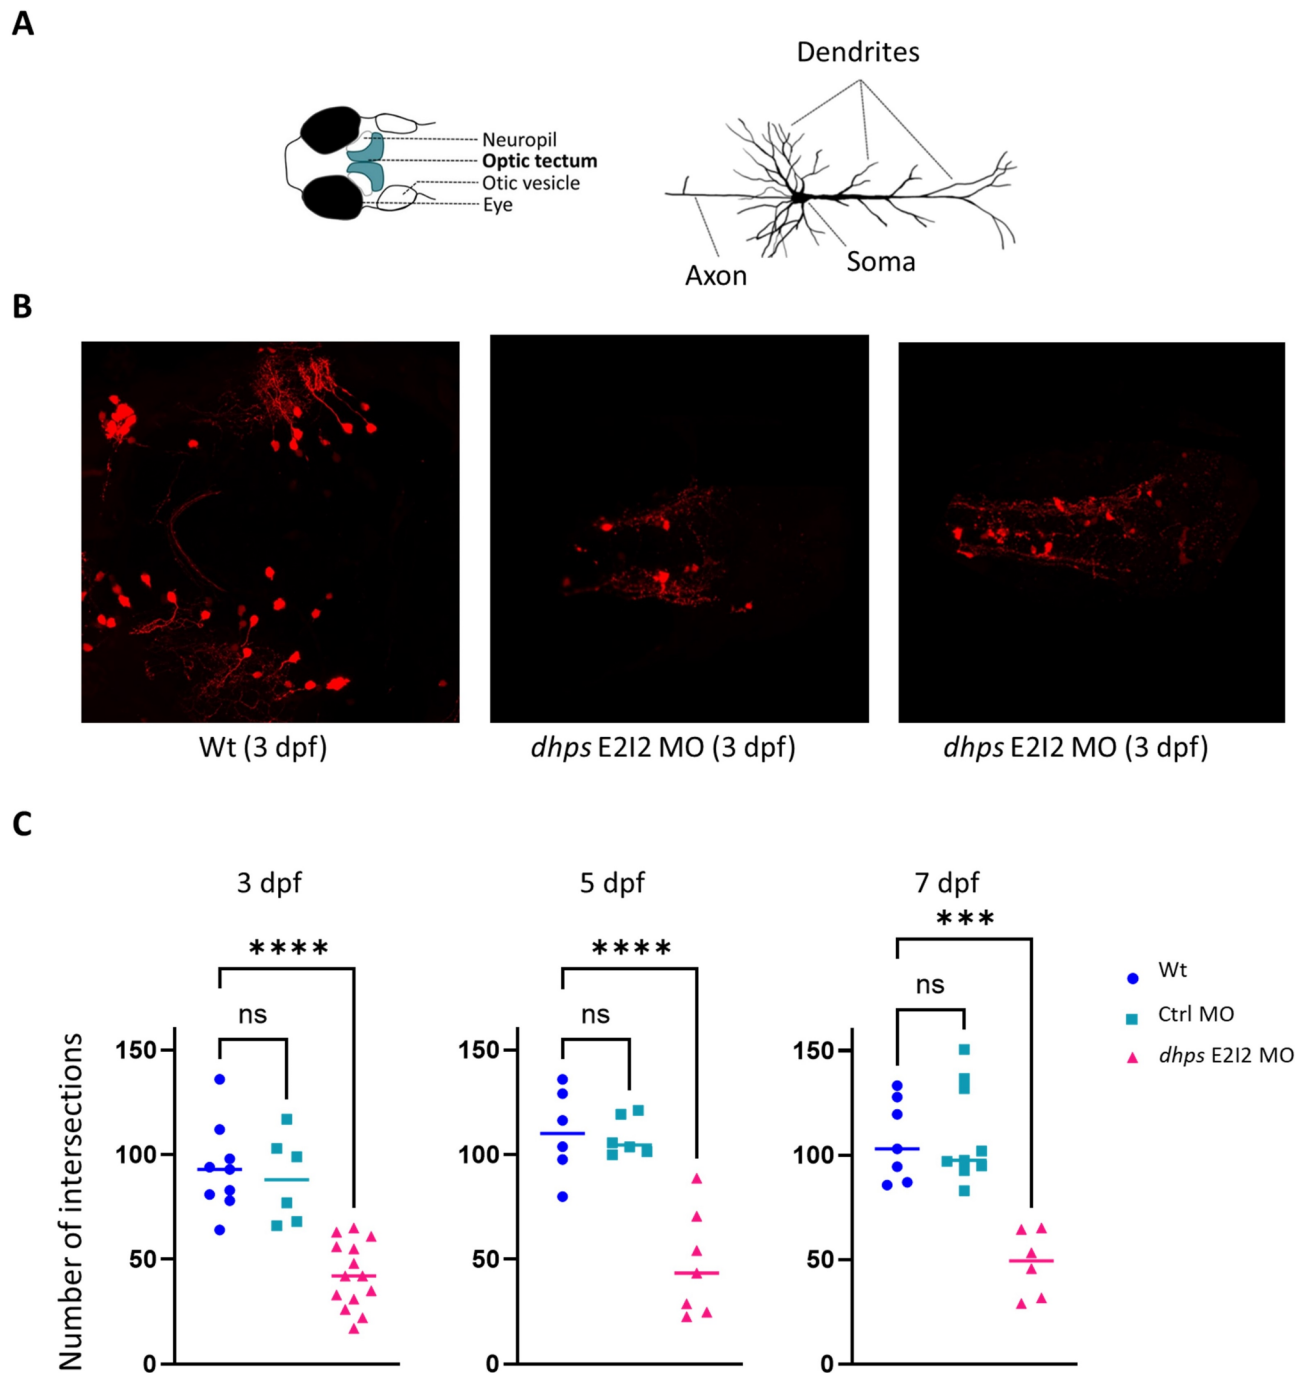 A
Dendrites
Neuropil
Optic tectum
Otic vesicle
Eye
Axon
Soma
B
Wt (3 dpf)
dhps E2I2 MO (3 dpf)
dhps E2I2 MO (3 dpf)
C
3 dpf
5 dpf
7 dpf
****
****
***
ns
ns
ns
Wt
Ctrl MO
dhps E2I2 MO
Number of intersections
150
100
50
0
150
100
50
0
150
100
50
0